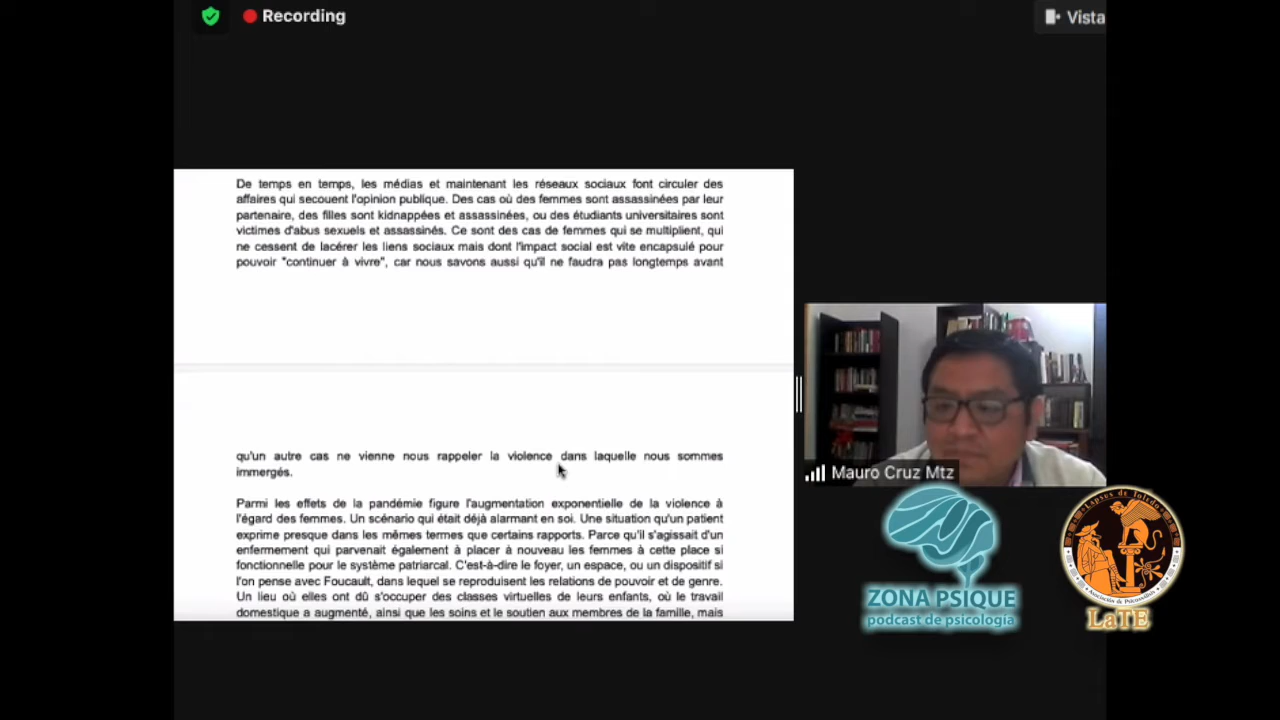 Recording
Vista
De temps en temps, les médias et maintenant les réseaux sociaux font circuler des
affaires qui secouent l'opinion publique. Des cas où des femmes sont assassinées par leur
partenaire, des filles sont kidnappées et assassinées, ou des étudiants universitaires sont
victimes d'abus sexuels et assassinés. Ce sont des cas de femmes qui se multiplient, qui
ne cessent de lacérer les liens sociaux mais dont l'impact social est vite encapsulé pour
pouvoir "continuer à vivre", car nous savons aussi qu'il ne faudra pas longtemps avant
qu'un autre cas ne vienne nous rappeler la violence dans laquelle nous sommes
immergés.
Parmi les effets de la pandémie figure l'augmentation exponentielle de la violence à
l'égard des femmes. Un scénario qui était déjà alarmant en soi. Une situation qu'un patient
exprime presque dans les mêmes termes que certains rapports. Parce qu'il s'agissait d'un
enfermement qui parvenait également à placer à nouveau les femmes à cette place si
fonctionnelle pour le système patriarcal. C'est-à-dire le foyer, un espace, ou un dispositif si
l'on pense avec Foucault, dans lequel se reproduisent les relations de pouvoir et de genre.
Un lieu où elles ont dû s'occuper des classes virtuelles de leurs enfants, où le travail
domestique a augmenté, ainsi que les soins et le soutien aux membres de la famille, mais
Mauro Cruz Mtz
ZONA PSIQUE
podcast de psicología
Lapsus de Toledo
Asociación de Psicoanálisis
LaTE